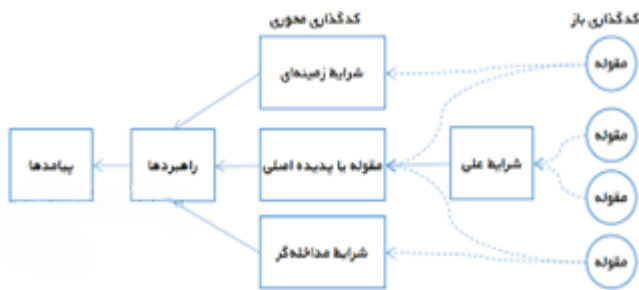 کدگذاری باز
کدگذاری محوری
مقوله
شرایط زمینه‌ای
مقوله
شرایط علی
مقوله یا پدیده اصلی
راهبردها
پیامدها
مقوله
مقوله
شرایط مداخله‌گر